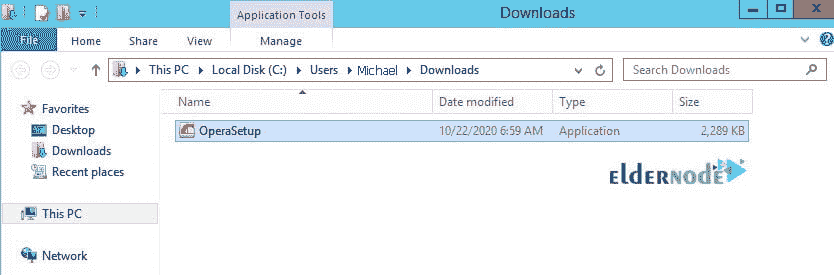 Application Tools
Downloads
File Home Share View Manage
This PC Local Disk (C:) Users Michael Downloads
Search Downloads
Favorites
Desktop
Downloads
Recent places
This PC
Network
Name Date modified Type Size
OperaSetup 10/22/2020 6:59 AM Application 2,289 KB
elderNode